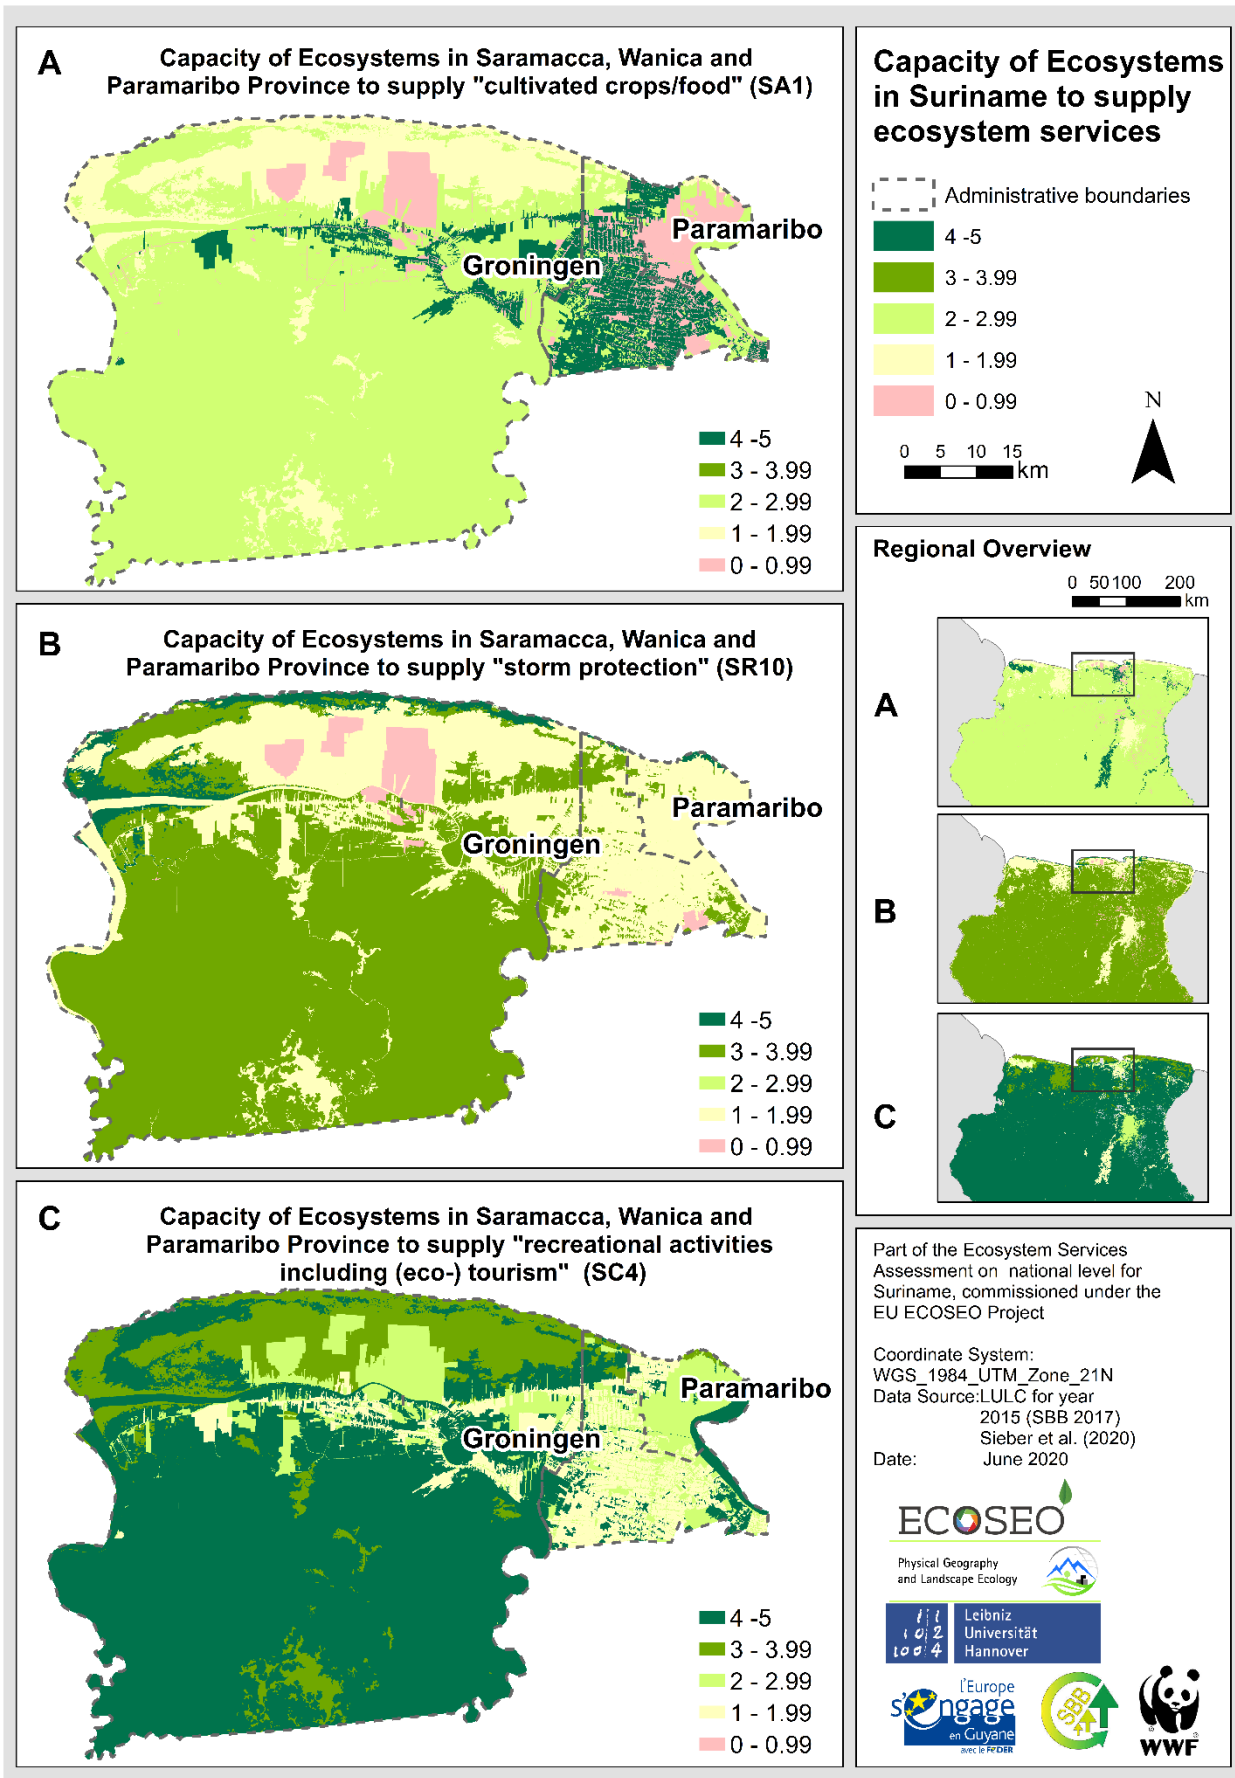 A
Capacity of Ecosystems in Saramacca, Wanica and
Paramaribo Province to supply "cultivated crops/food" (SA1)
Paramaribo
Groningen
4 -5
3 - 3.99
2 - 2.99
1 - 1.99
0 - 0.99
B
Capacity of Ecosystems in Saramacca, Wanica and
Paramaribo Province to supply "storm protection" (SR10)
Paramaribo
Groningen
4 -5
3 - 3.99
2 - 2.99
1 - 1.99
0 - 0.99
C
Capacity of Ecosystems in Saramacca, Wanica and
Paramaribo Province to supply "recreational activities
including (eco-) tourism" (SC4)
Paramaribo
Groningen
4 -5
3 - 3.99
2 - 2.99
1 - 1.99
0 - 0.99
Capacity of Ecosystems
in Suriname to supply
ecosystem services
Administrative boundaries
4 -5
3 - 3.99
2 - 2.99
1 - 1.99
0 - 0.99
N
0 5 10 15
km
Regional Overview
0 50 100 200
km
A
B
C
Part of the Ecosystem Services
Assessment on national level for
Suriname, commissioned under the
EU ECOSEO Project
Coordinate System:
WGS_1984_UTM_Zone_21N
Data Source:LULC for year
2015 (SBB 2017)
Sieber et al. (2020)
Date: June 2020
ECOSEO
Physical Geography
and Landscape Ecology
11
102
1004
Leibniz
Universität
Hannover
l'Europe
s'engage
en Guyane
avec le FEDER
SBB
WWF